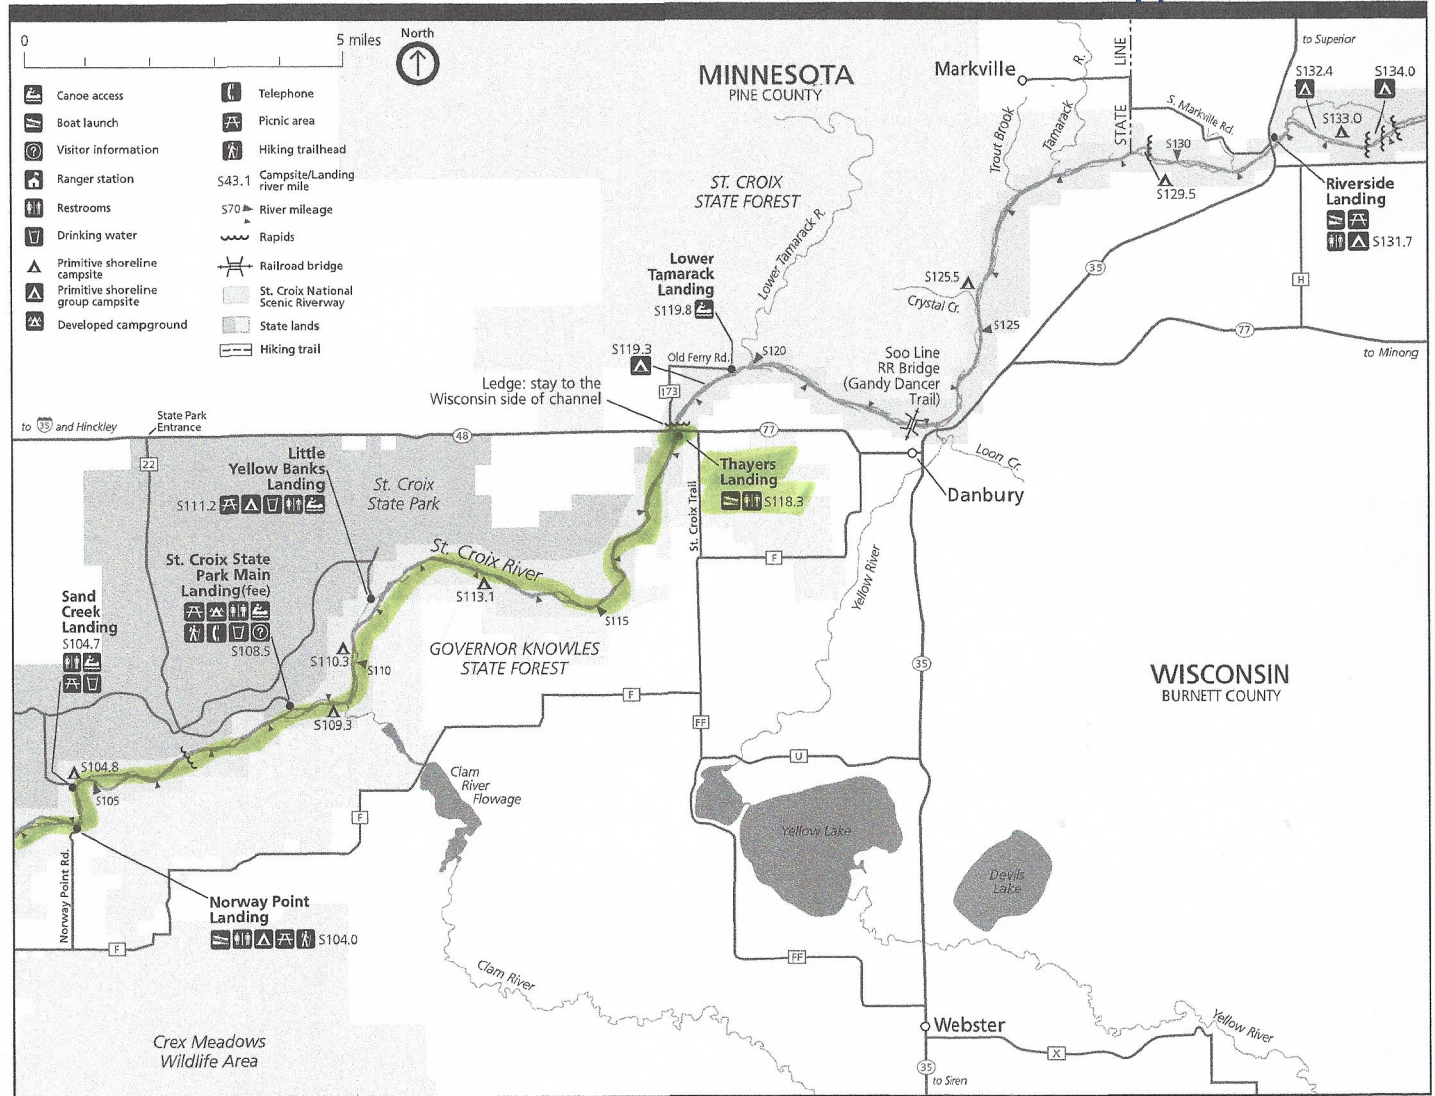 0
5 miles
North
Canoe access
Boat launch
Visitor information
Ranger station
Restrooms
Drinking water
Primitive shoreline
campsite
Primitive shoreline
group campsite
Developed campground
Telephone
Picnic area
Hiking trailhead
S43.1
Campsite/Landing
river mile
S70
River mileage
Rapids
Railroad bridge
St. Croix National
Scenic Riverway
State lands
Hiking trail
MINNESOTA
PINE COUNTY
Markville
STATE LINE
to Superior
S132.4
S134.0
S133.0
S. Markville Rd.
S130
S129.5
Trout Brook
Tamarack R.
Riverside
Landing
S131.7
ST. CROIX
STATE FOREST
Lower Tamarack R.
Lower
Tamarack
Landing
S119.8
S125.5
Crystal Cr.
S125
35
H
77
to Minong
S119.3
Old Ferry Rd.
S120
173
Soo Line
RR Bridge
(Gandy Dancer
Trail)
Ledge: stay to the
Wisconsin side of channel
to 35 and Hinckley
State Park
Entrance
48
77
22
Little
Yellow Banks
Landing
S111.2
St. Croix
State Park
Thayers
Landing
S118.3
Loon Cr.
Danbury
St. Croix Trail
F
Yellow River
St. Croix River
St. Croix State
Park Main
Landing(fee)
S108.5
S113.1
S115
Sand
Creek
Landing
S104.7
S110.3
S110
GOVERNOR KNOWLES
STATE FOREST
35
WISCONSIN
BURNETT COUNTY
F
FF
S109.3
U
S104.8
S105
Clam
River
Flowage
F
Yellow Lake
Devils
Lake
Norway Point Rd.
Norway Point
Landing
S104.0
F
FF
Clam River
Crex Meadows
Wildlife Area
Webster
X
Yellow River
35
to Siren